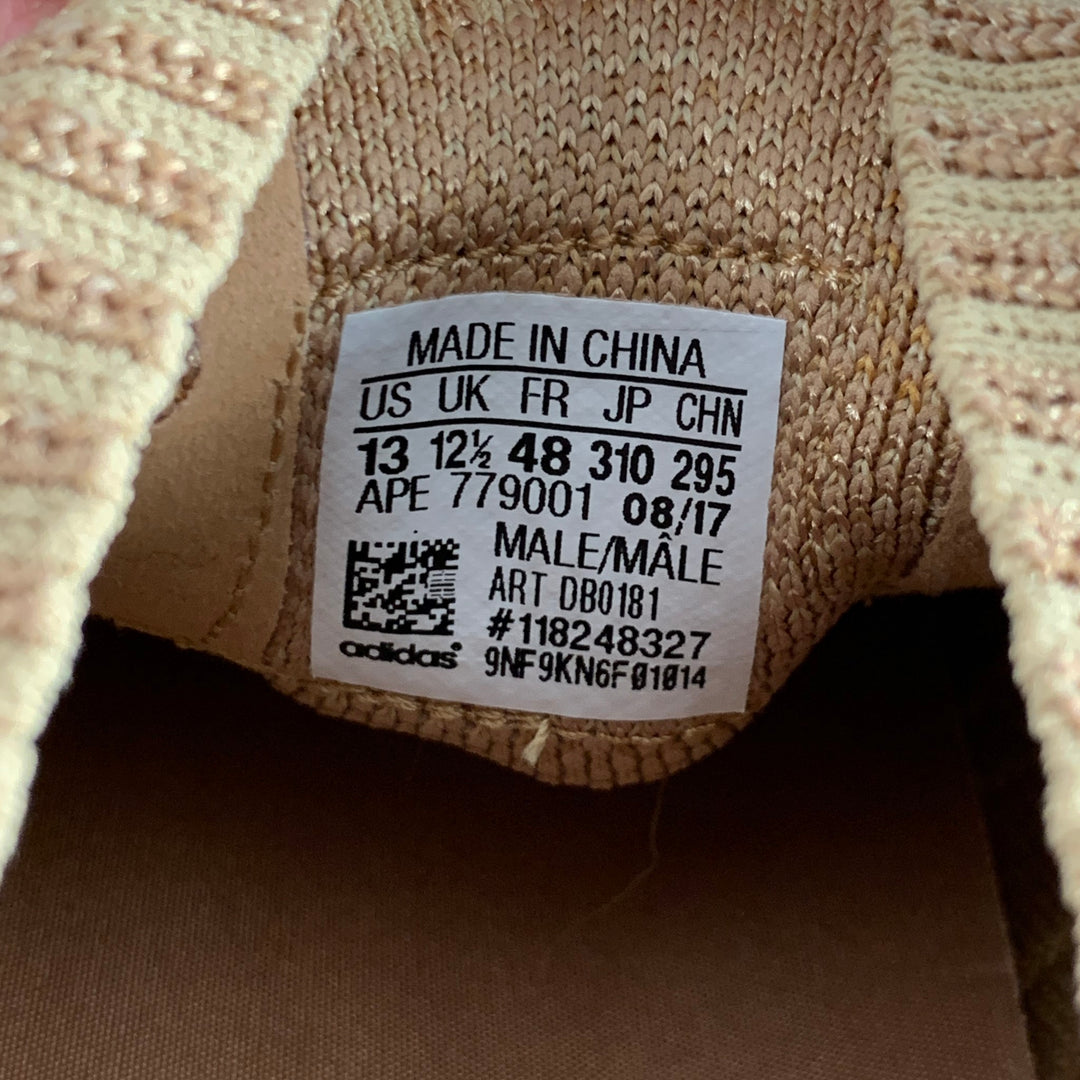 MADE IN CHINA
US UK FR JP CHN
13 12½ 48 310 295
APE 779001 08/17
MALE/MÂLE
ART DB0181
#118248327
adidas® 9NF9KN6F01014